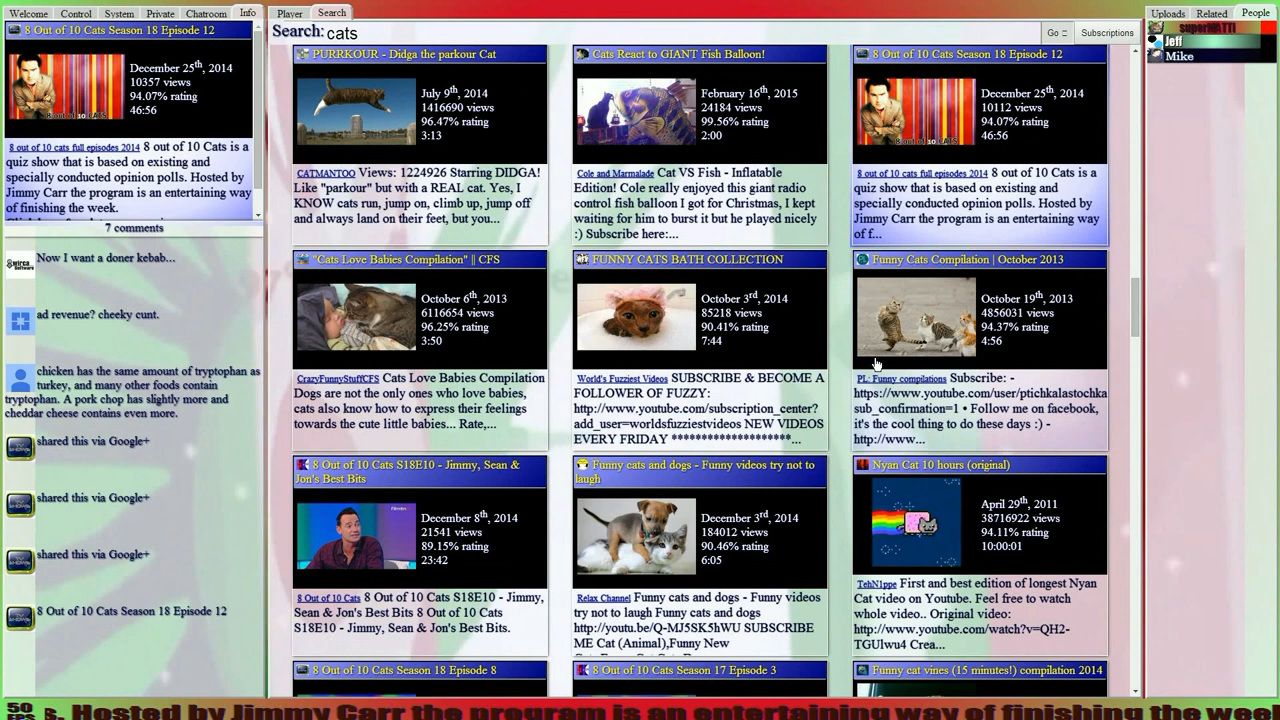 Welcome Control System Private Chatroom Info
8 Out of 10 Cats Season 18 Episode 12
December 25th, 2014
10357 views
94.07% rating
46:56
8 out of 10 cats full episodes 2014 8 out of 10 Cats is a
quiz show that is based on existing and
specially conducted opinion polls. Hosted by
Jimmy Carr the program is an entertaining way
of finishing the week.
7 comments
Now I want a doner kebab...
ad revenue? cheeky cunt.
chicken has the same amount of tryptophan as
turkey, and many other foods contain
tryptophan. A pork chop has slightly more and
cheddar cheese contains even more.
shared this via Google+
shared this via Google+
shared this via Google+
8 Out of 10 Cats Season 18 Episode 12
Player Search
Search: cats
Go
Subscriptions
PURRKOUR - Didga the parkour Cat
July 9th, 2014
1416690 views
96.47% rating
3:13
CATMANTOO Views: 1224926 Starring DIDGA!
Like "parkour" but with a REAL cat. Yes, I
KNOW cats run, jump on, climb up, jump off
and always land on their feet, but you...
Cats React to GIANT Fish Balloon!
February 16th, 2015
24184 views
99.56% rating
2:00
Cole and Marmalade Cat VS Fish - Inflatable
Edition! Cole really enjoyed this giant radio
control fish balloon I got for Christmas, I kept
waiting for him to burst it but he played nicely
:) Subscribe here:...
8 Out of 10 Cats Season 18 Episode 12
December 25th, 2014
10112 views
94.07% rating
46:56
8 out of 10 cats full episodes 2014 8 out of 10 Cats is a
quiz show that is based on existing and
specially conducted opinion polls. Hosted by
Jimmy Carr the program is an entertaining way
of f...
"Cats Love Babies Compilation" || CFS
October 6th, 2013
6116654 views
96.25% rating
3:50
CrazyFunnyStuffCFS Cats Love Babies Compilation
Dogs are not the only ones who love babies,
cats also know how to express their feelings
towards the cute little babies... Rate,...
FUNNY CATS BATH COLLECTION
October 3rd, 2014
85218 views
90.41% rating
7:44
World's Fuzziest Videos SUBSCRIBE & BECOME A
FOLLOWER OF FUZZY:
http://www.youtube.com/subscription_center?
add_user=worldsfuzziestvideos NEW VIDEOS
EVERY FRIDAY ********************...
Funny Cats Compilation | October 2013
October 19th, 2013
4856031 views
94.37% rating
4:56
PL: Funny compilations Subscribe: -
https://www.youtube.com/user/ptichkalastochka
sub_confirmation=1 • Follow me on facebook,
it's the cool thing to do these days :) -
http://www...
8 Out of 10 Cats S18E10 - Jimmy, Sean &
Jon's Best Bits
December 8th, 2014
21541 views
89.15% rating
23:42
8 Out of 10 Cats 8 Out of 10 Cats S18E10 - Jimmy,
Sean & Jon's Best Bits 8 Out of 10 Cats
S18E10 - Jimmy, Sean & Jon's Best Bits.
Funny cats and dogs - Funny videos try not to
laugh
December 3rd, 2014
184012 views
90.46% rating
6:05
Relax Channel Funny cats and dogs - Funny videos
try not to laugh Funny cats and dogs
http://youtu.be/Q-MJ5SK5hWU SUBSCRIBE
ME Cat (Animal),Funny New
Nyan Cat 10 hours (original)
April 29th, 2011
38716922 views
94.11% rating
10:00:01
TehN1ppe First and best edition of longest Nyan
Cat video on Youtube. Feel free to watch
whole video.. Original video:
http://www.youtube.com/watch?v=QH2-
TGUlwu4 Crea...
8 Out of 10 Cats Season 18 Episode 8
8 Out of 10 Cats Season 17 Episode 3
Funny cat vines (15 minutes!) compilation 2014
Uploads Related People
superNATTi
Jeff
Mike
50
s. Hosted by Jimmy Carr the program is an entertaining way of finishing the wee